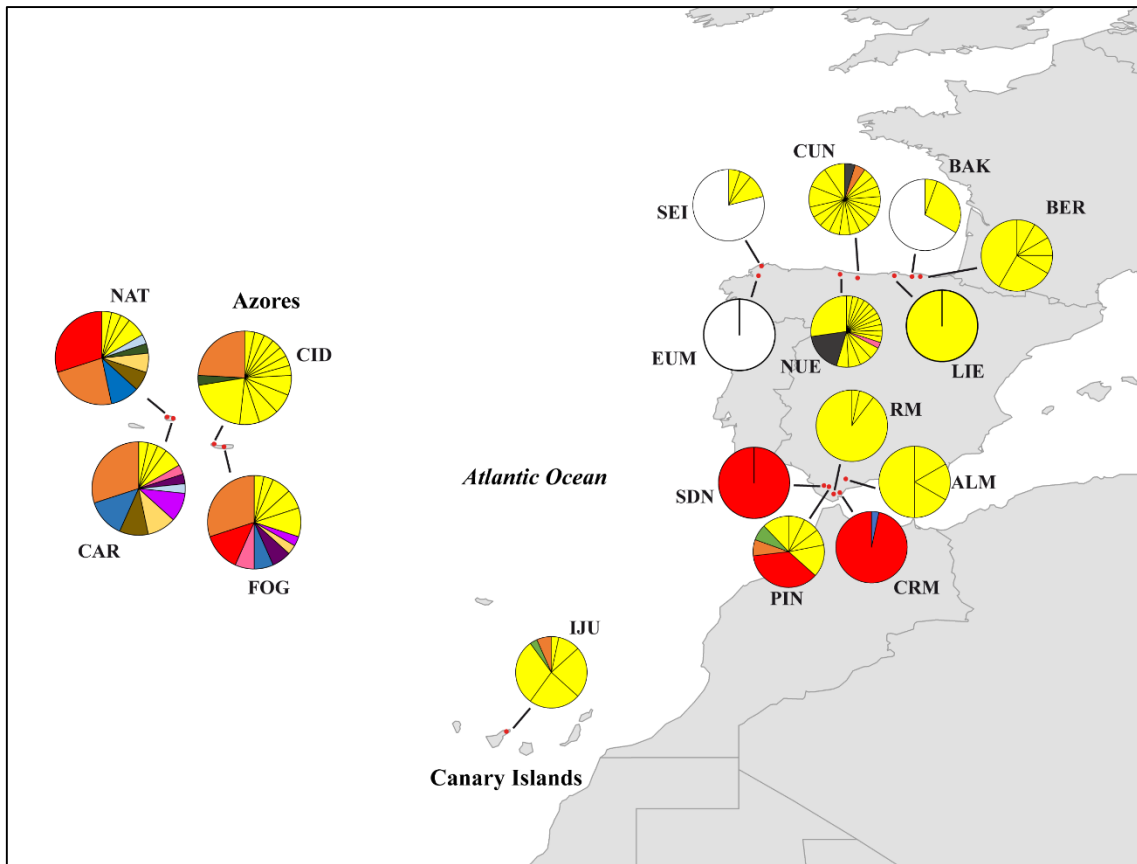 CUN
BAK
SEI
BER
NAT
Azores
CID
EUM
NUE
LIE
RM
Atlantic Ocean
SDN
ALM
CAR
FOG
PIN
CRM
IJU
Canary Islands